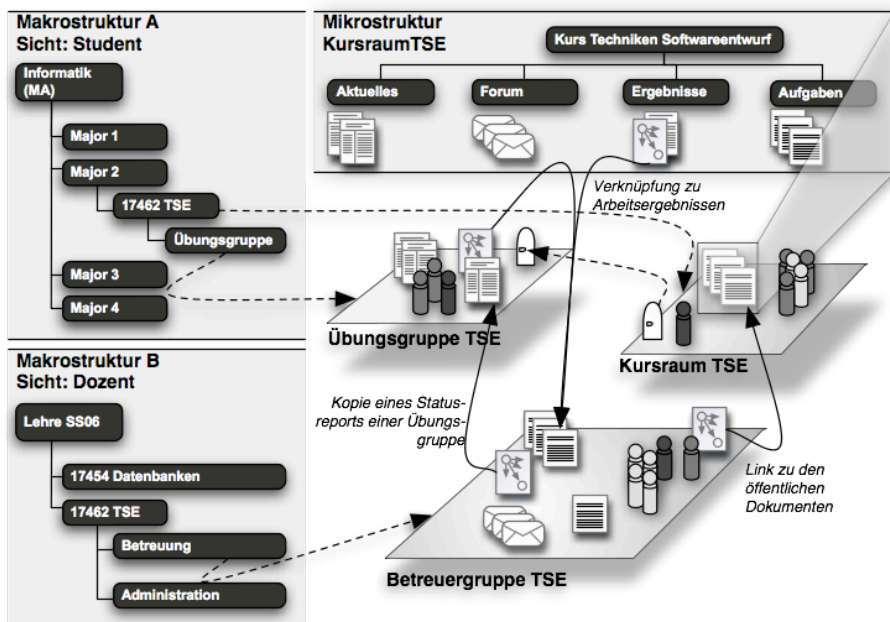 Makrostruktur A
Sicht: Student
Informatik
(MA)
Major 1
Major 2
17462 TSE
Übungsgruppe
Major 3
Major 4
Mikrostruktur
KursraumTSE
Kurs Techniken Softwareentwurf
Aktuelles
Forum
Ergebnisse
Aufgaben
Verknüpfung zu
Arbeitsergebnissen
Übungsgruppe TSE
Kursraum TSE
Makrostruktur B
Sicht: Dozent
Lehre SS06
17454 Datenbanken
17462 TSE
Betreuung
Administration
Kopie eines Status-
reports einer Übungs-
gruppe
Link zu den
öffentlichen
Dokumenten
Betreuergruppe TSE